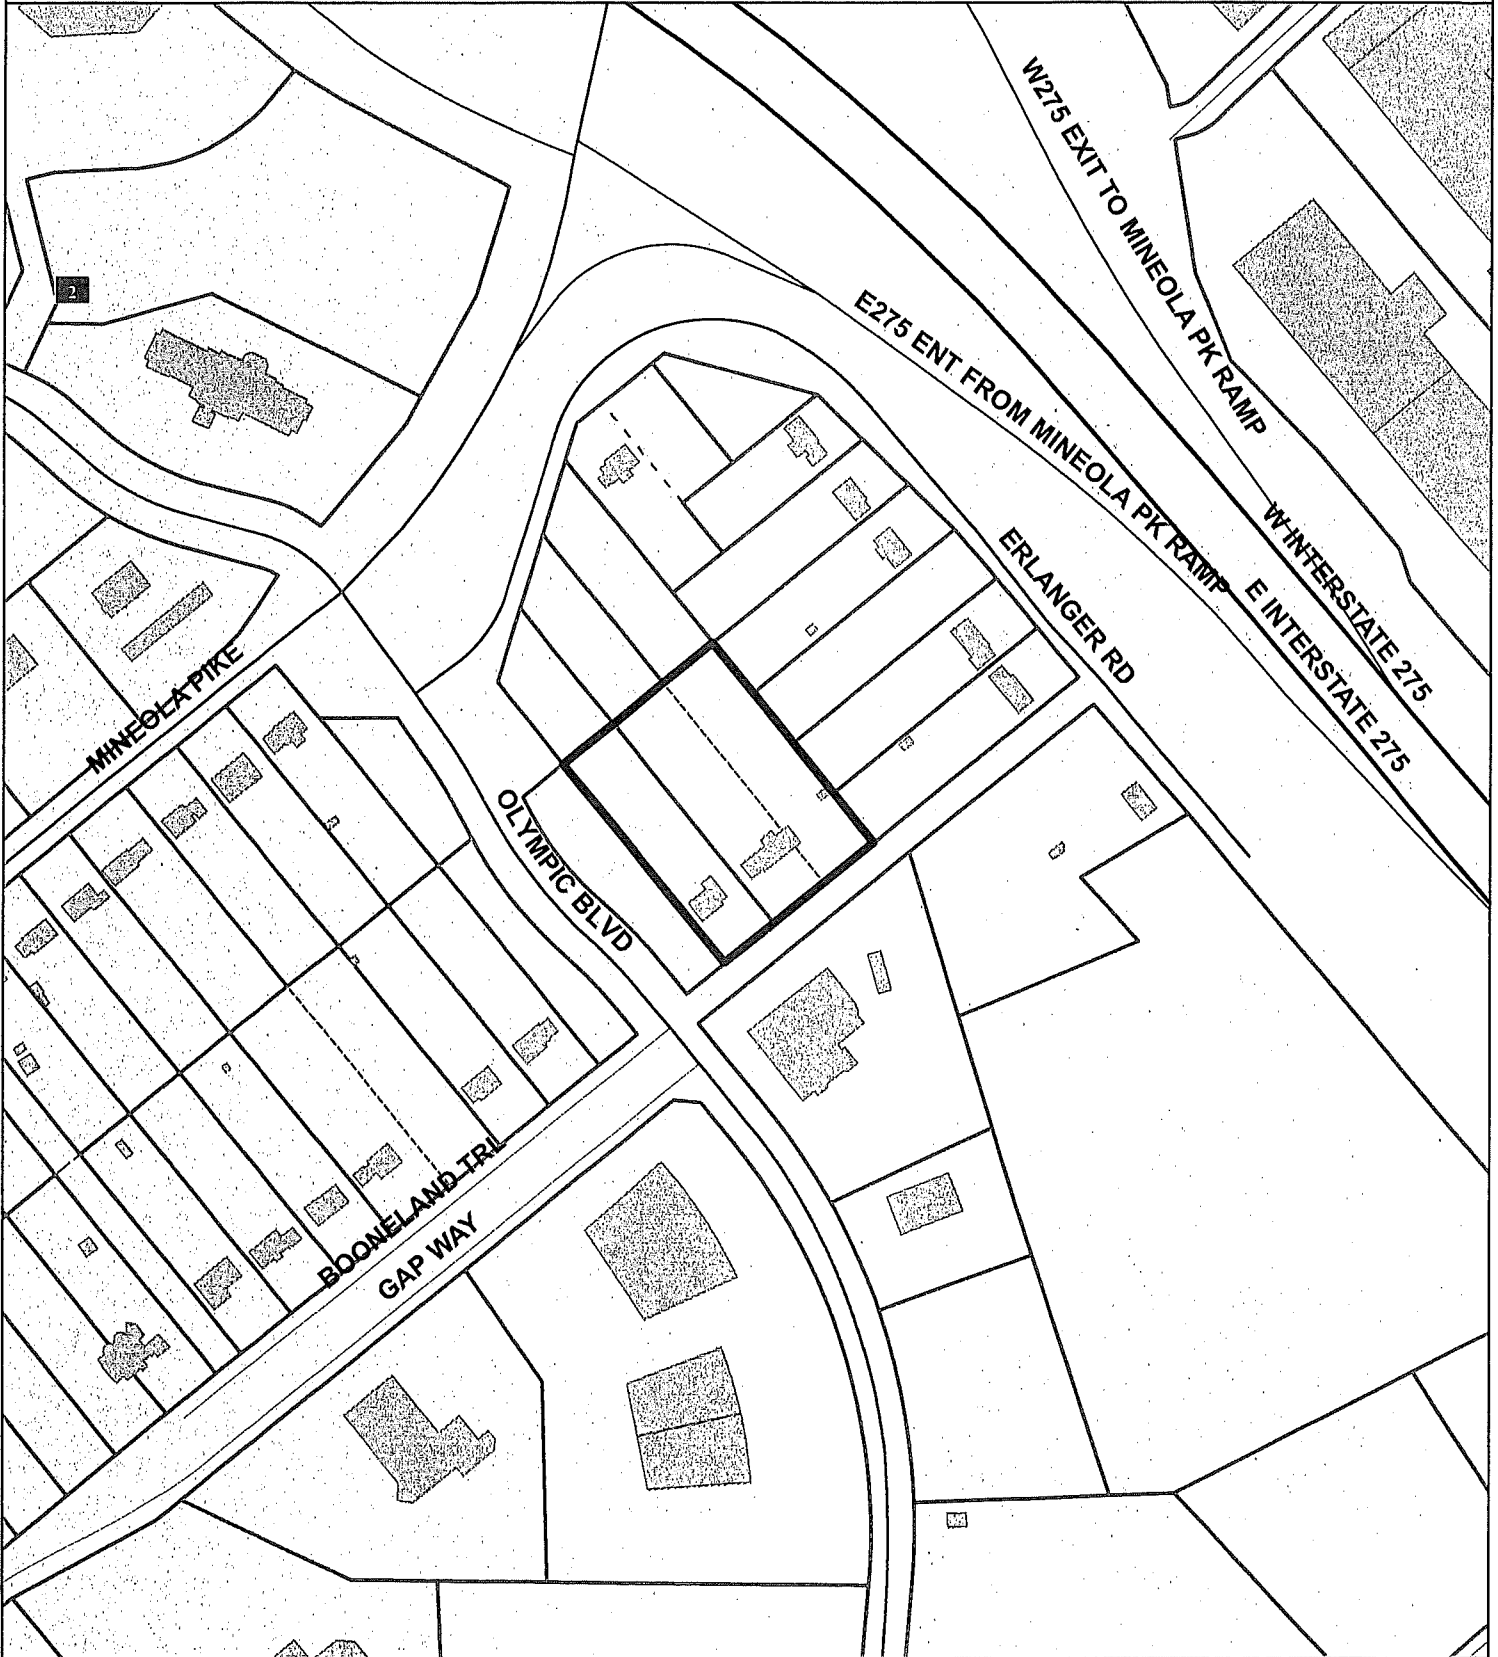 W275 EXIT TO MINEOLA PK RAMP
2
E275 ENT FROM MINEOLA PK RAMP
W INTERSTATE 275
E INTERSTATE 275
ERLANGER RD
MINEOLA PIKE
OLYMPIC BLVD
BOONELAND TRL
GAP WAY